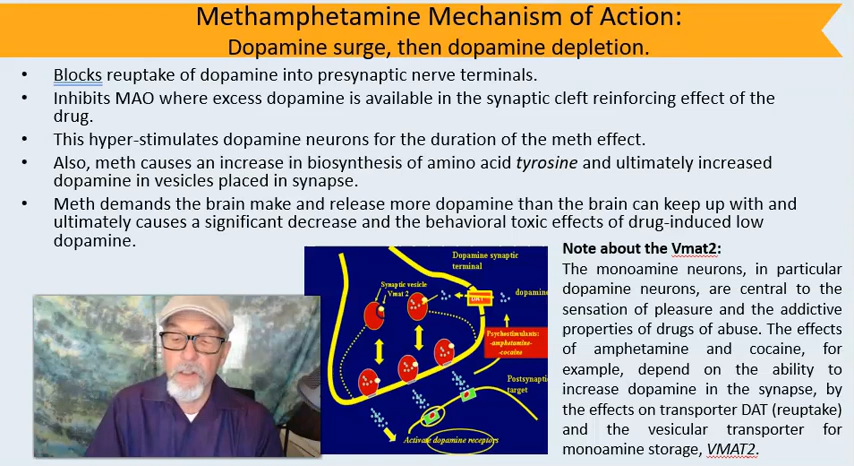 Methamphetamine Mechanism of Action:
Dopamine surge, then dopamine depletion.
• Blocks reuptake of dopamine into presynaptic nerve terminals.
• Inhibits MAO where excess dopamine is available in the synaptic cleft reinforcing effect of the
drug.
• This hyper-stimulates dopamine neurons for the duration of the meth effect.
• Also, meth causes an increase in biosynthesis of amino acid tyrosine and ultimately increased
dopamine in vesicles placed in synapse.
• Meth demands the brain make and release more dopamine than the brain can keep up with and
ultimately causes a significant decrease and the behavioral toxic effects of drug-induced low
dopamine.
Dopamine synaptic
terminal
Synaptic vesicle
Vmat 2
DAT
dopamine
Psychostimulants:
-amphetamine-
-cocaine
Postsynaptic
target
Activate dopamine receptors
Note about the Vmat2:
The monoamine neurons, in particular
dopamine neurons, are central to the
sensation of pleasure and the addictive
properties of drugs of abuse. The effects
of amphetamine and cocaine, for
example, depend on the ability to
increase dopamine in the synapse, by
the effects on transporter DAT (reuptake)
and the vesicular transporter for
monoamine storage, VMAT2.